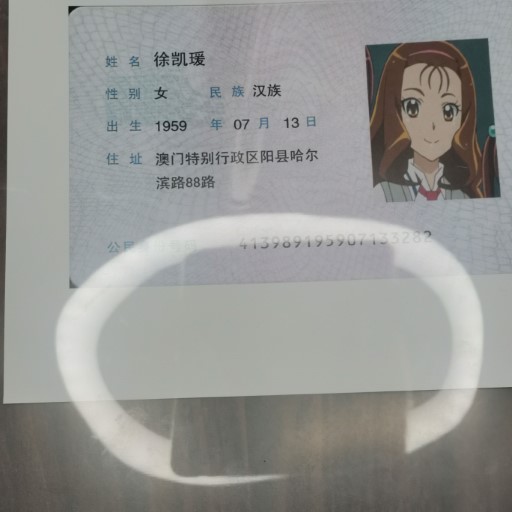 姓名 徐凯瑗
性别 女 民族 汉族
出生 1959 年 07 月 13 日
住址 澳门特别行政区阳县哈尔
滨路88路
公民 413989195907133282